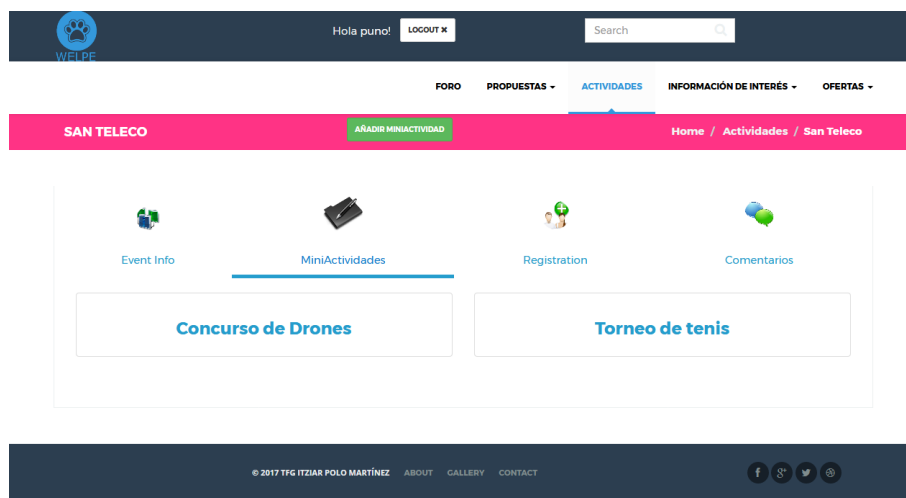 Hola puno! LOGOUT ✖ Search
WELPE
FORO PROPUESTAS ACTIVIDADES INFORMACIÓN DE INTERÉS OFERTAS
SAN TELECO AÑADIR MINIACTIVIDAD Home / Actividades / San Teleco
Event Info MiniActividades Registration Comentarios
Concurso de Drones Torneo de tenis
© 2017 TFG ITZIAR POLO MARTÍNEZ ABOUT GALLERY CONTACT